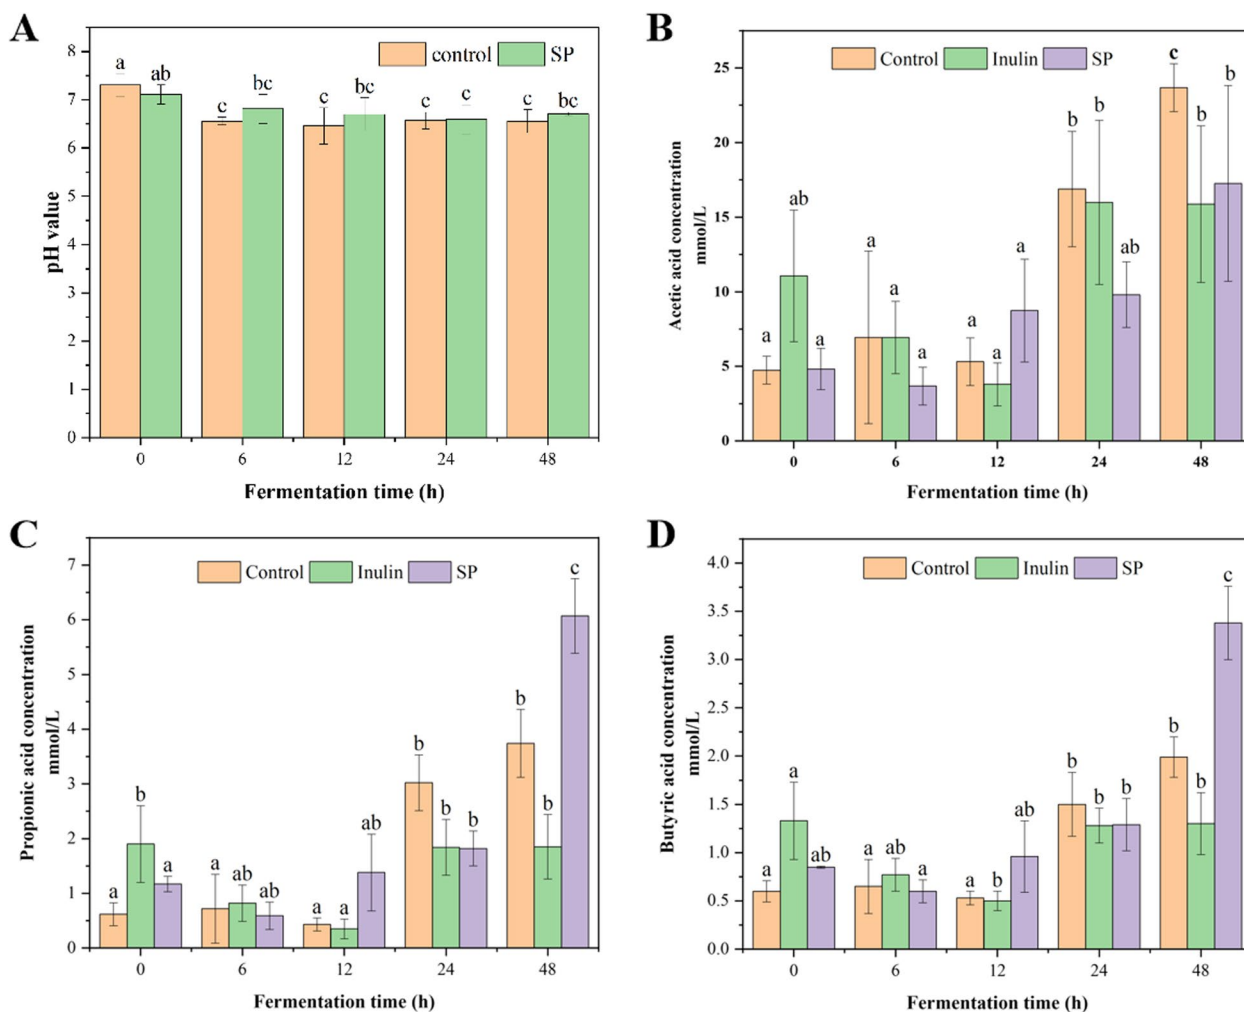 A
control SP
a ab c bc c bc c c c bc
8
7
6
5
4
3
2
1
0
pH value
0 6 12 24 48
Fermentation time (h)
B
Control Inulin SP
a ab a a a a a a a b b ab c b b
25
20
15
10
5
0
Acetic acid concentration
mmol/L
0 6 12 24 48
Fermentation time (h)
C
Control Inulin SP
a b a a ab ab a a ab b b b b b c
7
6
5
4
3
2
1
0
Propionic acid concentration
mmol/L
0 6 12 24 48
Fermentation time (h)
D
Control Inulin SP
a a ab a ab a a b ab b b b b b c
4.0
3.5
3.0
2.5
2.0
1.5
1.0
0.5
0.0
Butyric acid concentration
mmol/L
0 6 12 24 48
Fermentation time (h)